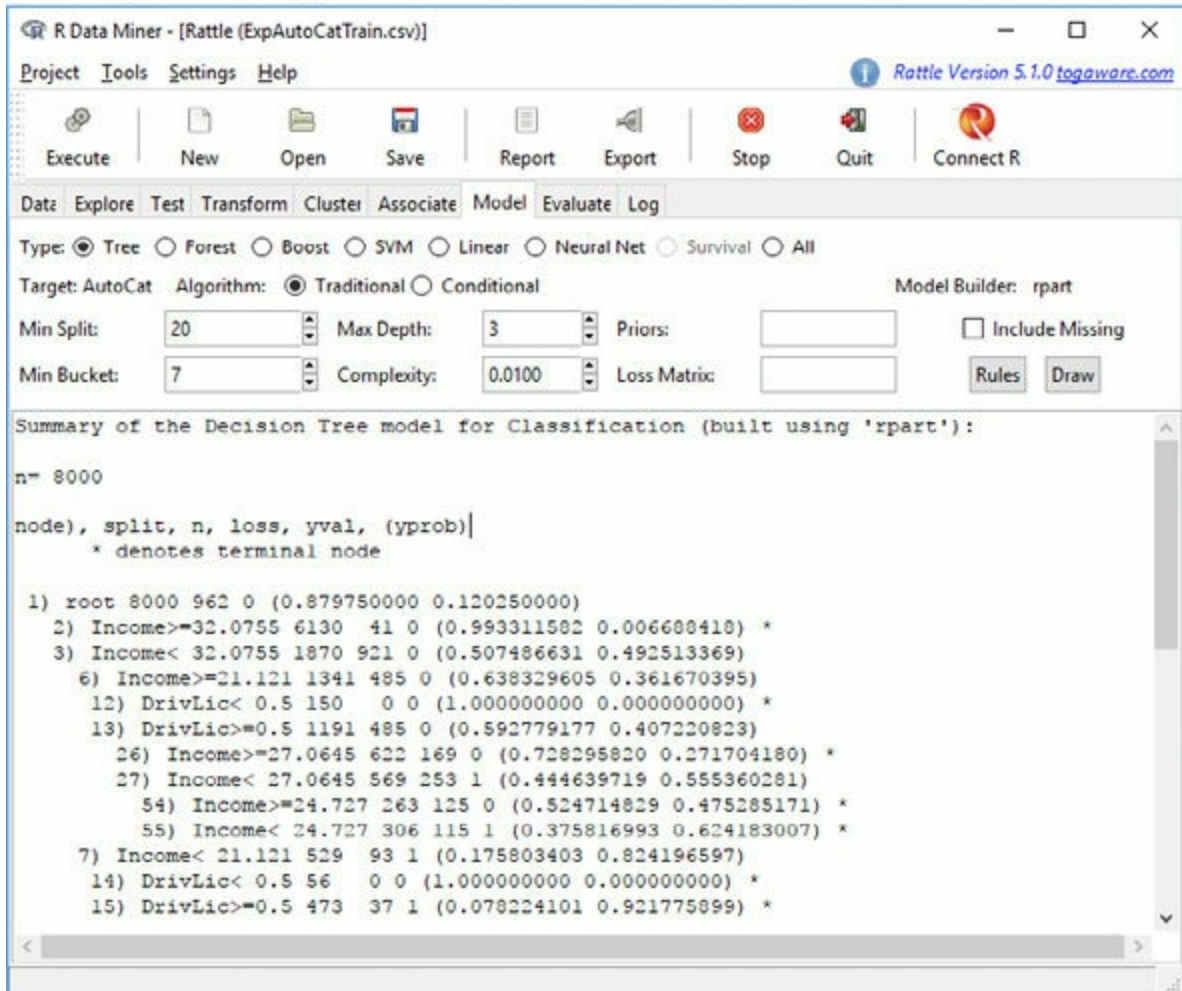 R Data Miner - [Rattle (ExpAutoCatTrain.csv)]
Project Tools Settings Help Rattle Version 5.1.0 togaware.com
Execute New Open Save Report Export Stop Quit Connect R
Data Explore Test Transform Cluster Associate Model Evaluate Log
Type: Tree Forest Boost SVM Linear Neural Net Survival All
Target: AutoCat Algorithm: Traditional Conditional Model Builder: rpart
Min Split: 20 Max Depth: 3 Priors: Include Missing
Min Bucket: 7 Complexity: 0.0100 Loss Matrix: Rules Draw
Summary of the Decision Tree model for Classification (built using 'rpart'):
n= 8000
node), split, n, loss, yval, (yprob)
* denotes terminal node
1) root 8000 962 0 (0.879750000 0.120250000)
2) Income>=32.0755 6130 41 0 (0.993311582 0.006688418) *
3) Income< 32.0755 1870 921 0 (0.507486631 0.492513369)
6) Income>=21.121 1341 485 0 (0.638329605 0.361670395)
12) DrivLic< 0.5 150 0 0 (1.000000000 0.000000000) *
13) DrivLic>=0.5 1191 485 0 (0.592779177 0.407220823)
26) Income>=27.0645 622 169 0 (0.728295820 0.271704180) *
27) Income< 27.0645 569 253 1 (0.444639719 0.555360281)
54) Income>=24.727 263 125 0 (0.524714829 0.475285171) *
55) Income< 24.727 306 115 1 (0.375816993 0.624183007) *
7) Income< 21.121 529 93 1 (0.175803403 0.824196597)
14) DrivLic< 0.5 56 0 0 (1.000000000 0.000000000) *
15) DrivLic>=0.5 473 37 1 (0.078224101 0.921775899) *